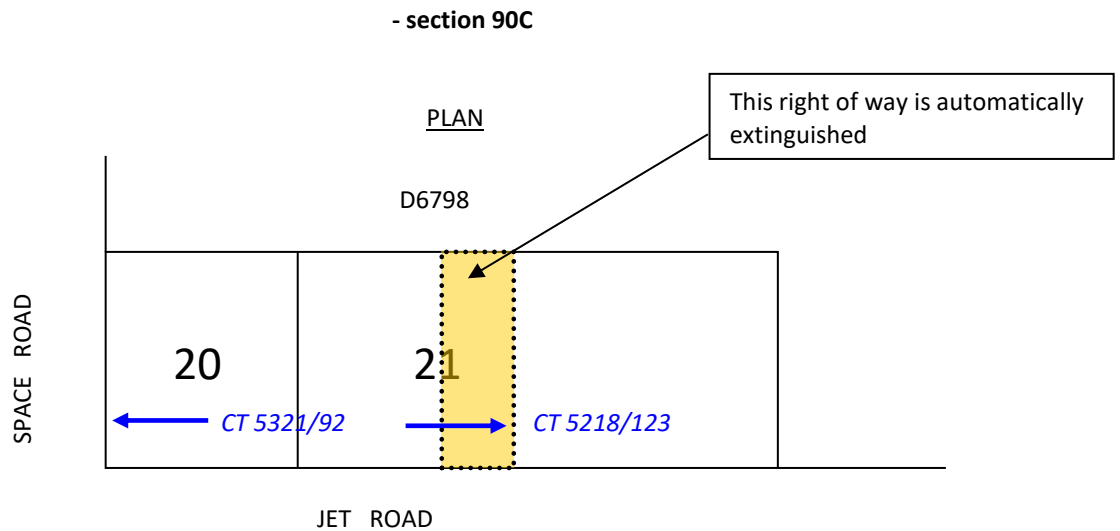 - section 90C
PLAN
This right of way is automatically
extinguished
D6798
SPACE ROAD
20
21
CT 5321/92
CT 5218/123
JET ROAD